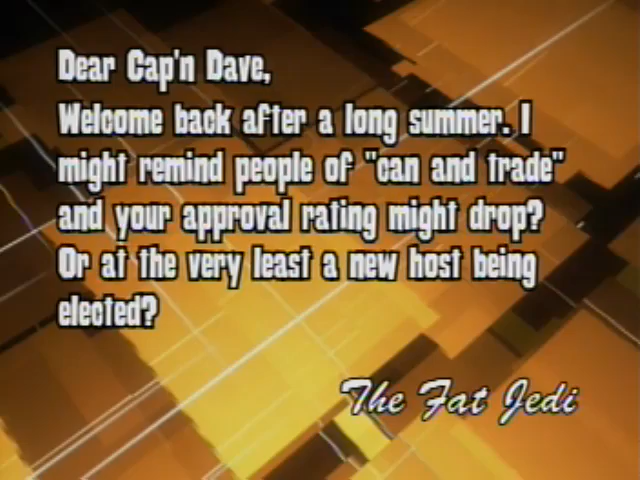 Dear Cap'n Dave,
Welcome back after a long summer. I
might remind people of "can and trade"
and your approval rating might drop?
Or at the very least a new host being
elected?
The Fat Jedi